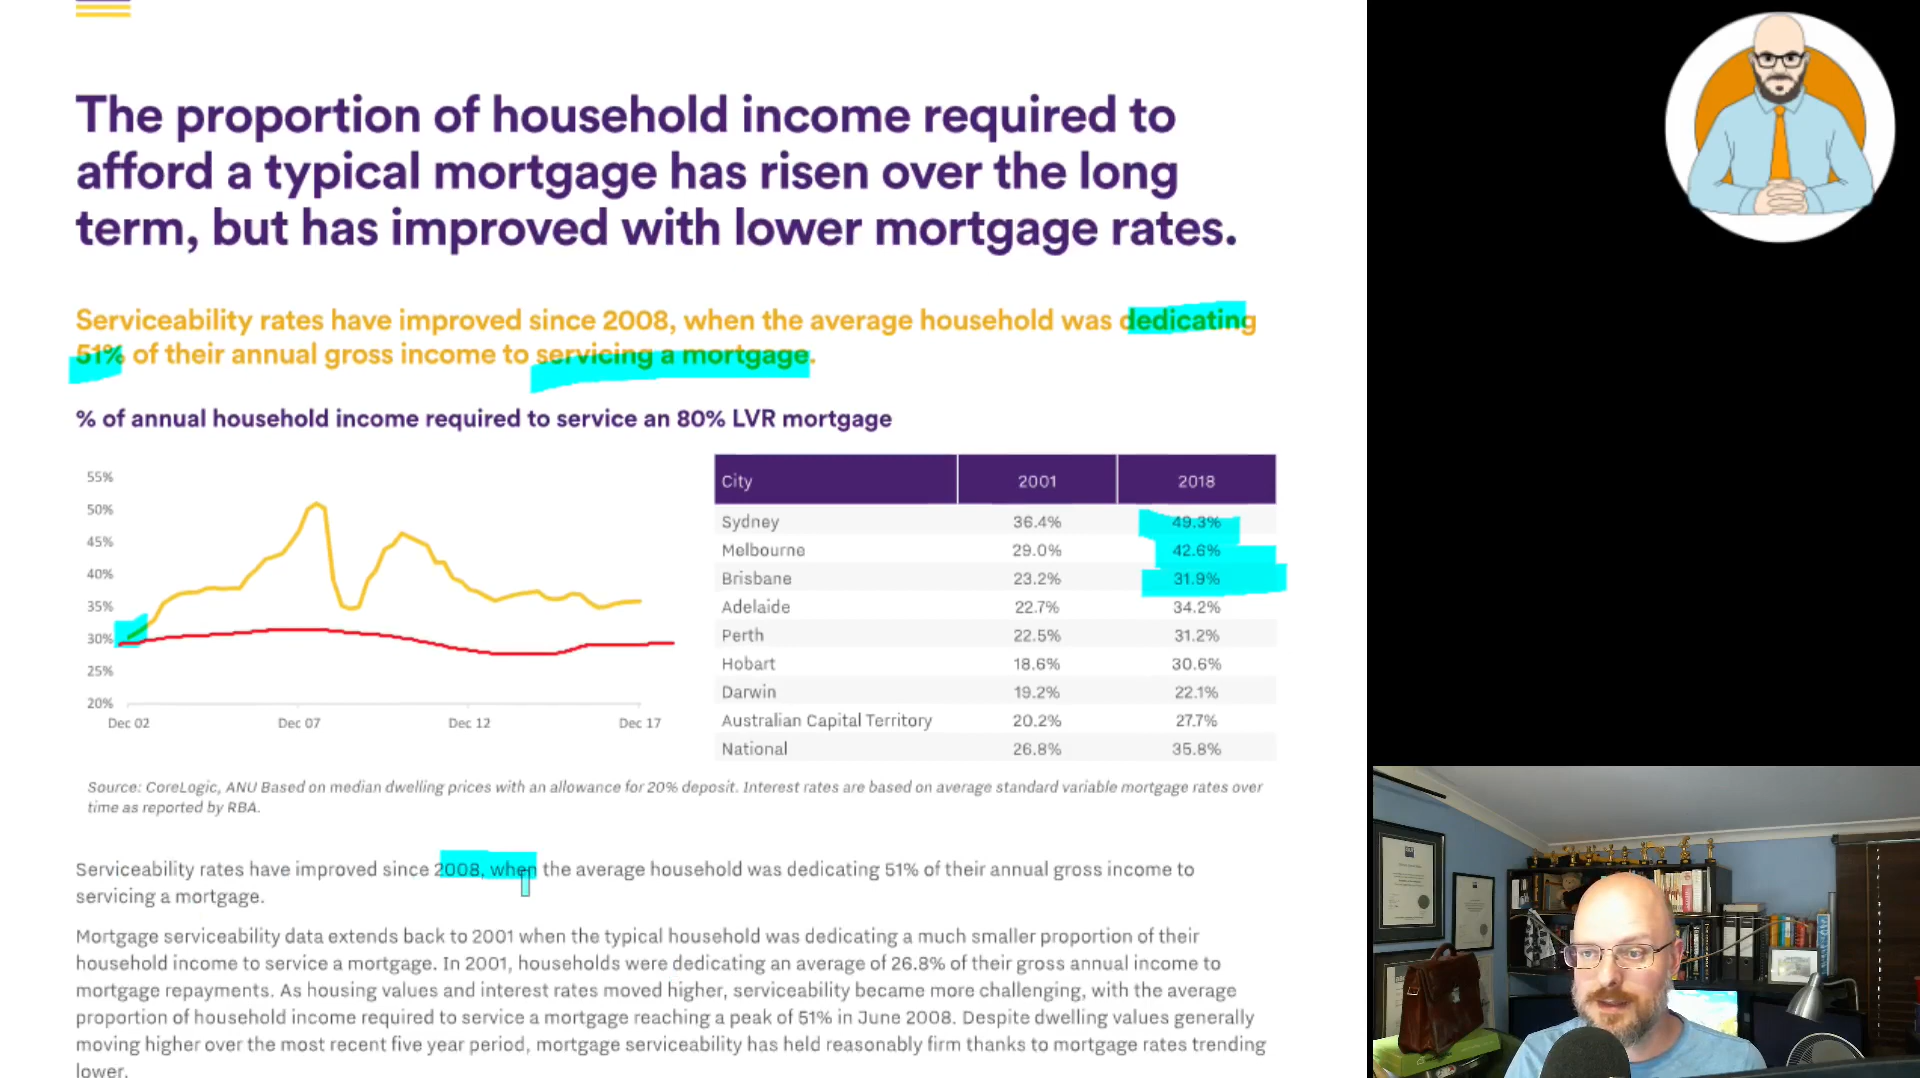 The proportion of household income required to
afford a typical mortgage has risen over the long
term, but has improved with lower mortgage rates.
Serviceability rates have improved since 2008, when the average household was dedicating
51% of their annual gross income to servicing a mortgage.
% of annual household income required to service an 80% LVR mortgage
55%
50%
45%
40%
35%
30%
25%
20%
Dec 02 Dec 07 Dec 12 Dec 17
City 2001 2018
Sydney 36.4% 49.3%
Melbourne 29.0% 42.6%
Brisbane 23.2% 31.9%
Adelaide 22.7% 34.2%
Perth 22.5% 31.2%
Hobart 18.6% 30.6%
Darwin 19.2% 22.1%
Australian Capital Territory 20.2% 27.7%
National 26.8% 35.8%
Source: CoreLogic, ANU Based on median dwelling prices with an allowance for 20% deposit. Interest rates are based on average standard variable mortgage rates over
time as reported by RBA.
Serviceability rates have improved since 2008, when the average household was dedicating 51% of their annual gross income to
servicing a mortgage.
Mortgage serviceability data extends back to 2001 when the typical household was dedicating a much smaller proportion of their
household income to service a mortgage. In 2001, households were dedicating an average of 26.8% of their gross annual income to
mortgage repayments. As housing values and interest rates moved higher, serviceability became more challenging, with the average
proportion of household income required to service a mortgage reaching a peak of 51% in June 2008. Despite dwelling values generally
moving higher over the most recent five year period, mortgage serviceability has held reasonably firm thanks to mortgage rates trending
lower.